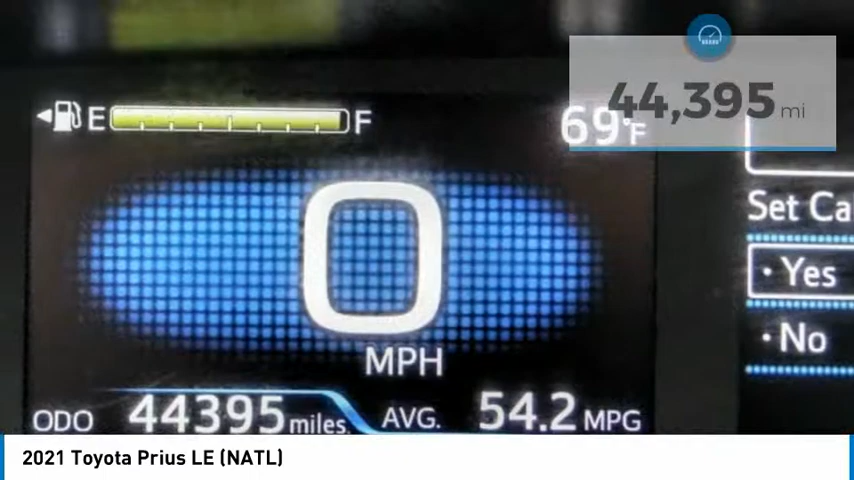 44,395 mi
E F
69°F
Set Ca
· Yes
0
· No
MPH
ODO 44395 miles. AVG. 54.2 MPG
2021 Toyota Prius LE (NATL)